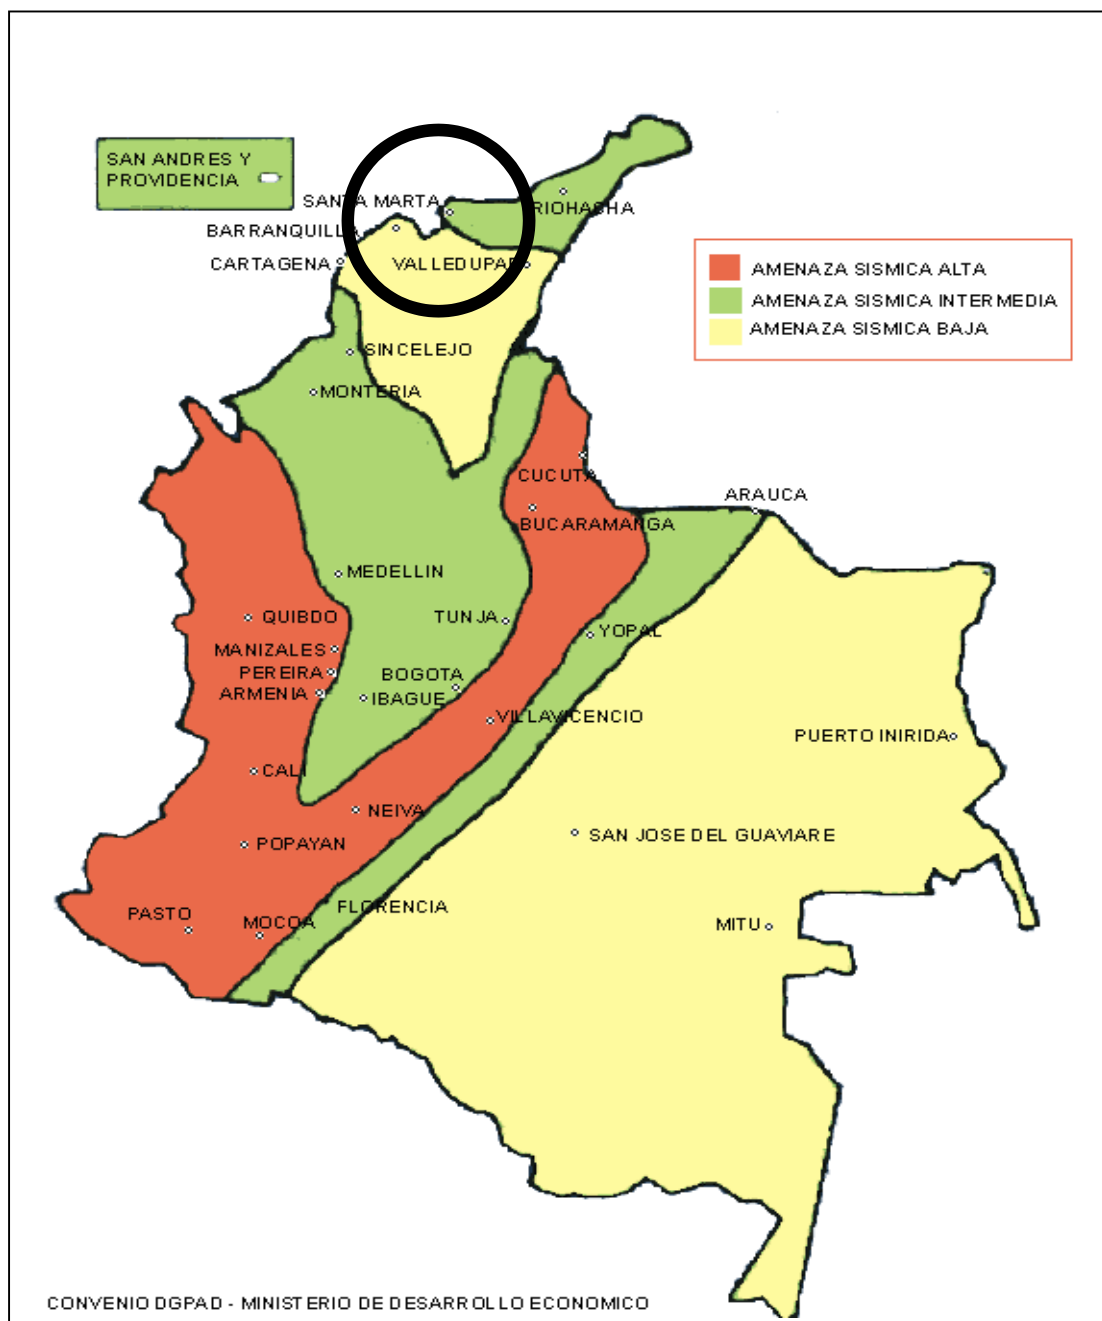 SAN ANDRES Y
PROVIDENCIA
SANTA MARTA
RIOHASHA
BARRANQUILLA
CARTAGENA
VALLEDUPAR
AMENAZA SISMICA ALTA
AMENAZA SISMICA INTERMEDIA
AMENAZA SISMICA BAJA
SINCELEJO
MONTERIA
CUCUTA
ARAUCA
BUCARAMANGA
MEDELLIN
QUIBDO
TUNJA
YOPAL
MANIZALES
PEREIRA
BOGOTA
ARMENIA
IBAGUE
VILLAVICENCIO
PUERTO INIRIDA
CALI
NEIVA
SAN JOSE DEL GUAVIARE
POPAYAN
FLORENCIA
PASTO
MOCOA
MITU
CONVENIO DGPAD - MINISTERIO DE DESARROLLO ECONOMICO